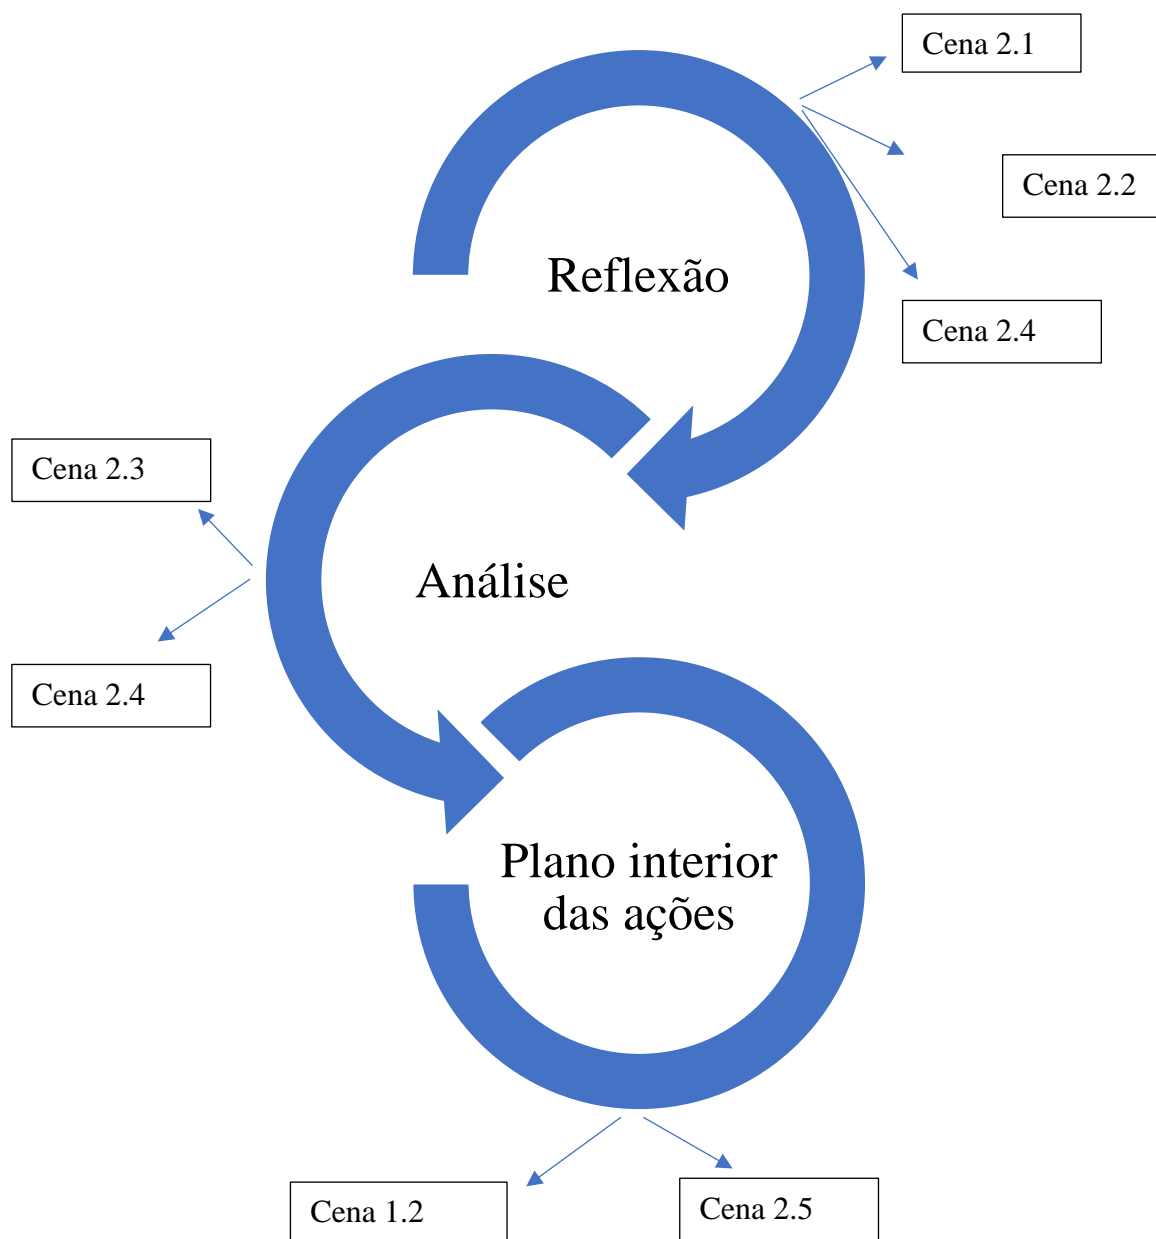 Cena 2.1
Cena 2.2
Reflexão
Cena 2.4
Cena 2.3
Análise
Cena 2.4
Plano interior
das ações
Cena 1.2
Cena 2.5